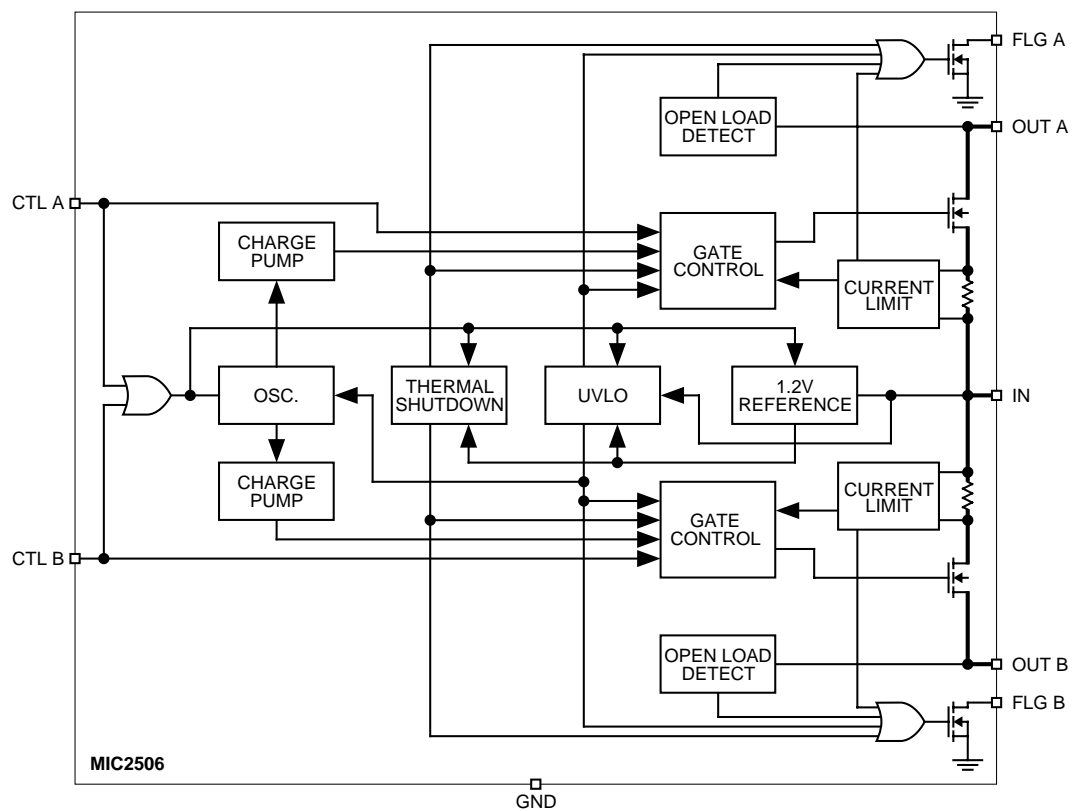 FLG A
OPEN LOAD
DETECT
OUT A
CTL A
CHARGE
PUMP
GATE
CONTROL
CURRENT
LIMIT
OSC.
THERMAL
SHUTDOWN
UVLO
1.2V
REFERENCE
IN
CHARGE
PUMP
GATE
CONTROL
CURRENT
LIMIT
CTL B
OPEN LOAD
DETECT
OUT B
FLG B
MIC2506
GND